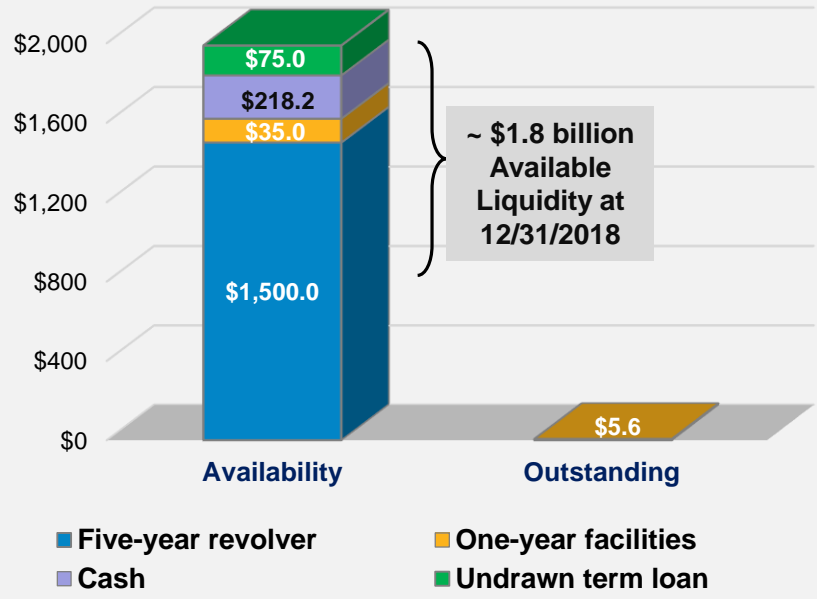 $2,000
$1,600
$1,200
$800
$400
$0
$75.0
$218.2
$35.0
$1,500.0
~ $1.8 billion
Available
Liquidity at
12/31/2018
$5.6
Availability
Outstanding
Five-year revolver
One-year facilities
Cash
Undrawn term loan